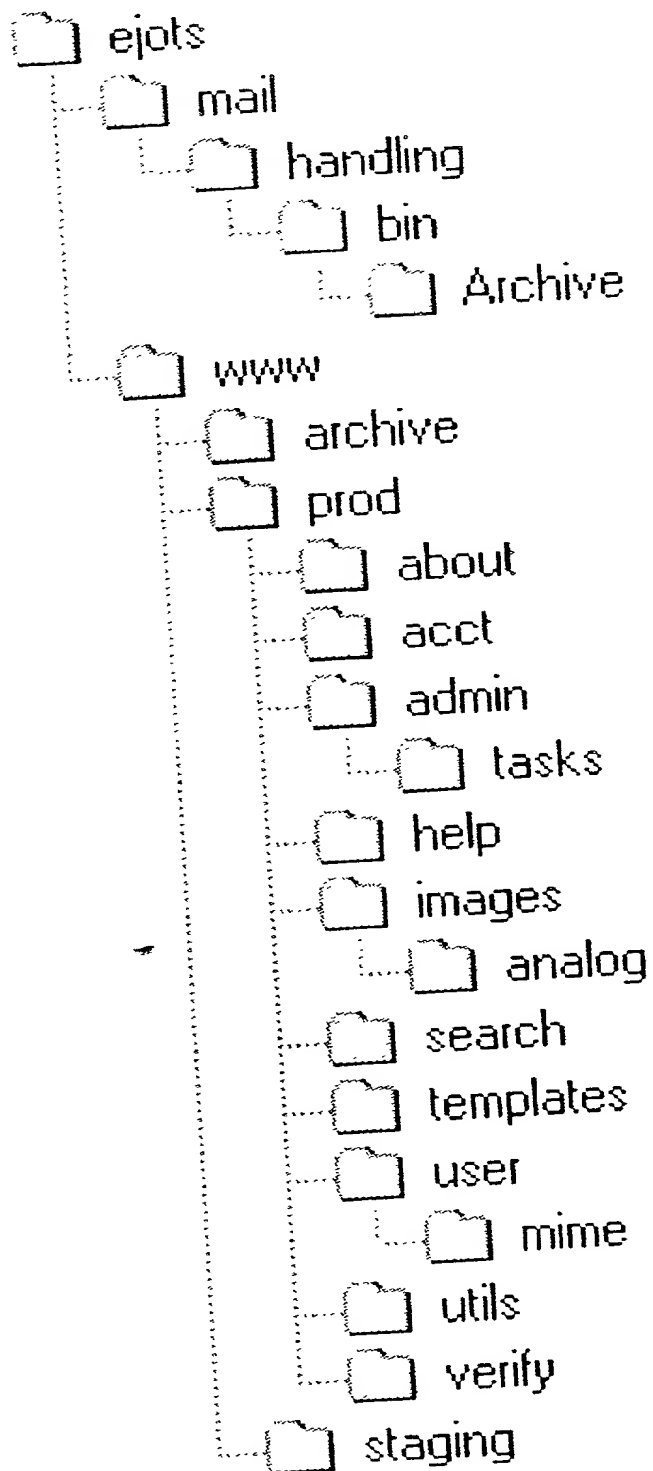 ejots
mail
handling
bin
Archive
www
archive
prod
about
acct
admin
tasks
help
images
analog
search
templates
user
mime
utils
verify
staging